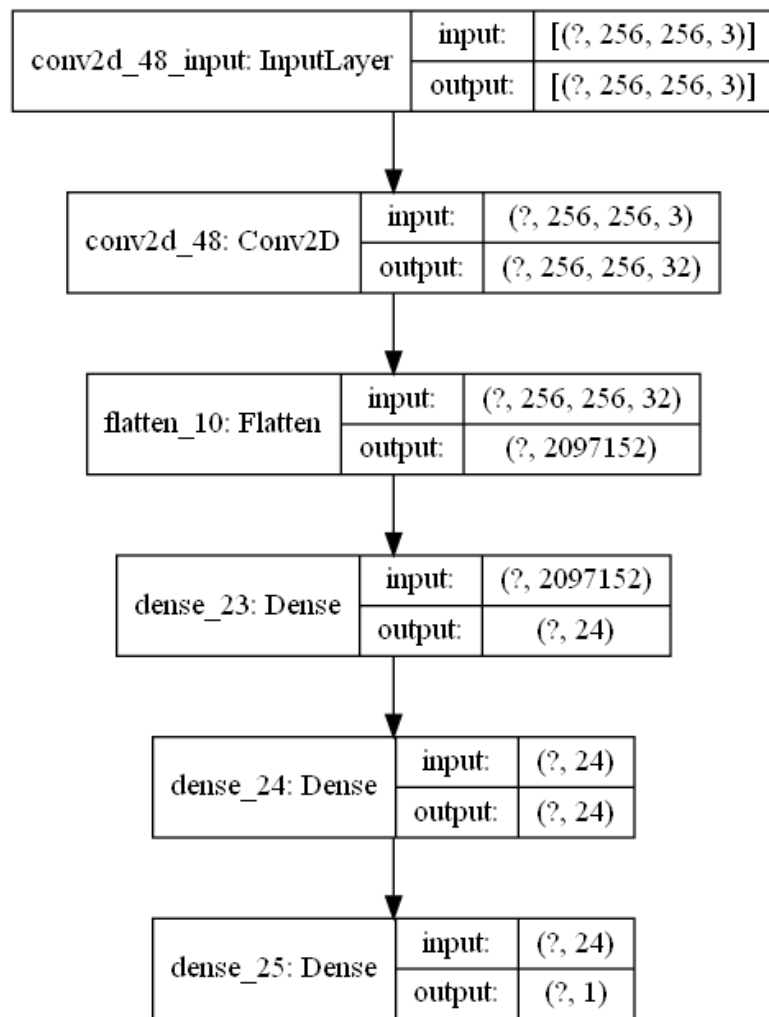 conv2d_48_input: InputLayer
input: [(?, 256, 256, 3)]
output: [(?, 256, 256, 3)]
conv2d_48: Conv2D
input: (?, 256, 256, 3)
output: (?, 256, 256, 32)
flatten_10: Flatten
input: (?, 256, 256, 32)
output: (?, 2097152)
dense_23: Dense
input: (?, 2097152)
output: (?, 24)
dense_24: Dense
input: (?, 24)
output: (?, 24)
dense_25: Dense
input: (?, 24)
output: (?, 1)